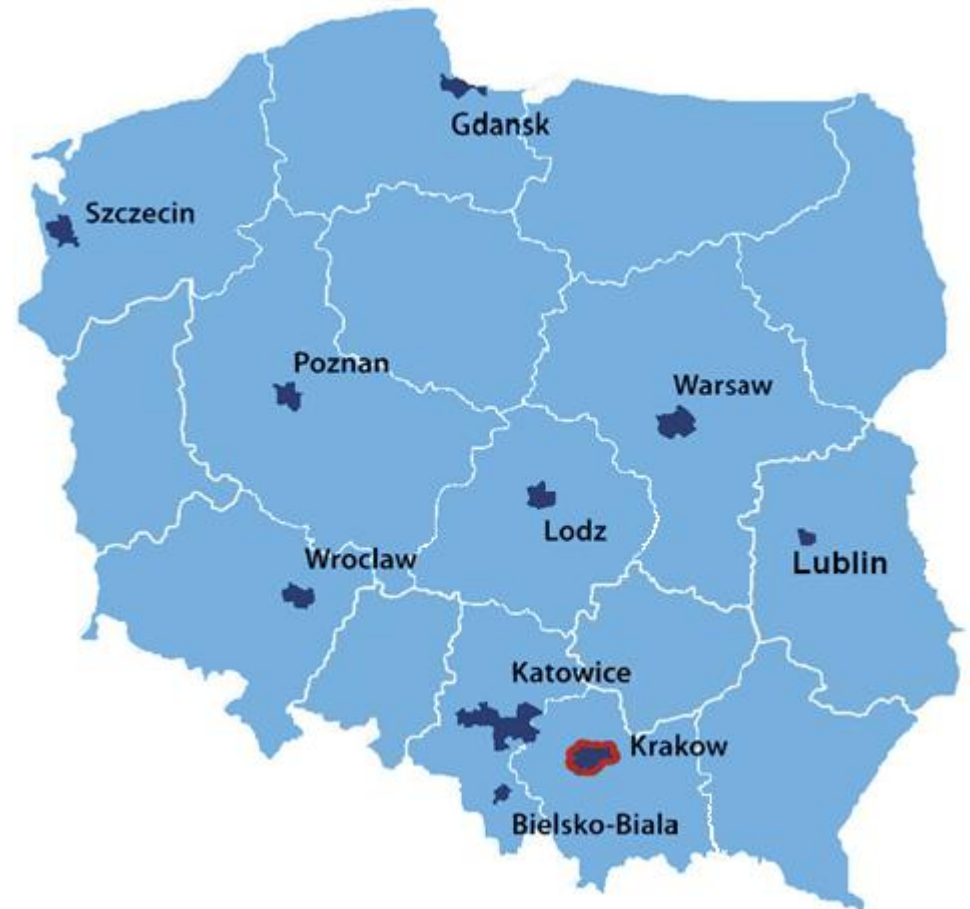 Gdansk
Szczecin
Poznan
Warsaw
Lodz
Wroclaw
Lublin
Katowice
Krakow
Bielsko-Biala